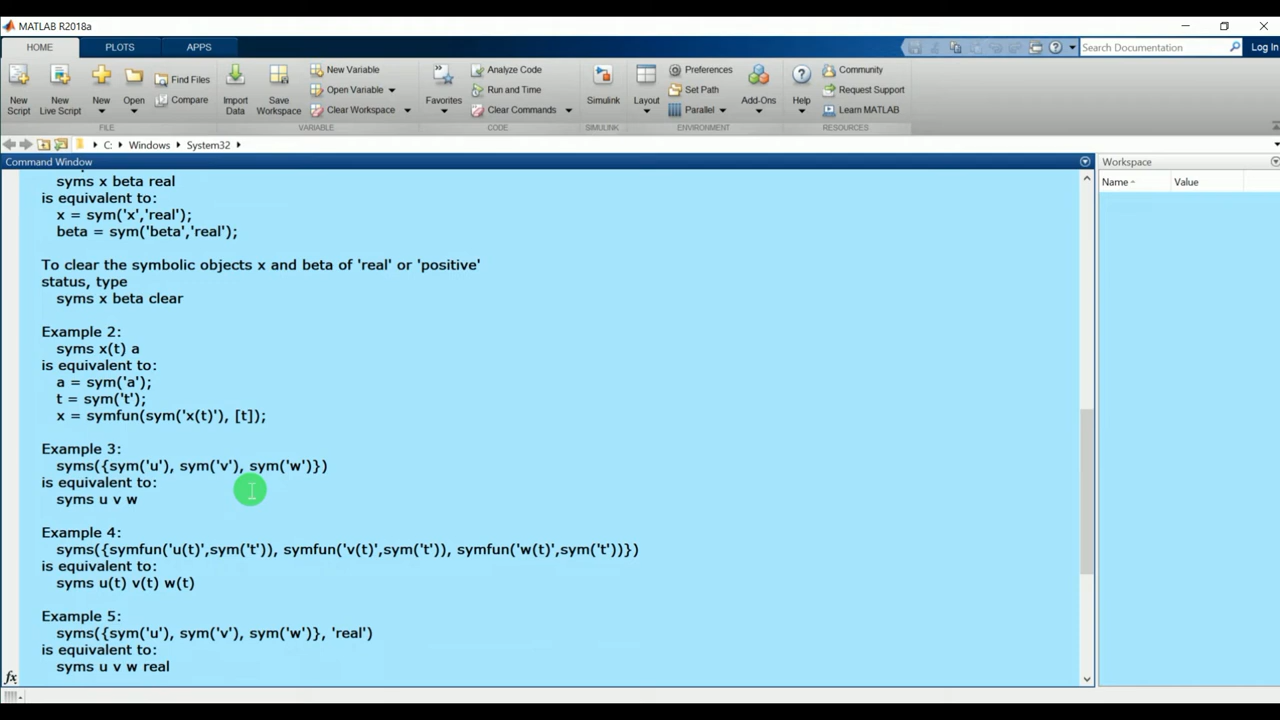 MATLAB R2018a
HOME PLOTS APPS
Search Documentation Log In
New Script
New Live Script
New
Open
Find Files
Compare
Import Data
Save Workspace
New Variable
Open Variable
Clear Workspace
Favorites
Analyze Code
Run and Time
Clear Commands
Simulink
Layout
Preferences
Set Path
Parallel
Add-Ons
Help
Community
Request Support
Learn MATLAB
FILE VARIABLE CODE SIMULINK ENVIRONMENT RESOURCES
C: Windows System32
Command Window
Workspace
Name Value
syms x beta real
is equivalent to:
x = sym('x','real');
beta = sym('beta','real');
To clear the symbolic objects x and beta of 'real' or 'positive'
status, type
syms x beta clear
Example 2:
syms x(t) a
is equivalent to:
a = sym('a');
t = sym('t');
x = symfun(sym('x(t)'), [t]);
Example 3:
syms({sym('u'), sym('v'), sym('w')})
is equivalent to:
syms u v w
Example 4:
syms({symfun('u(t)',sym('t')), symfun('v(t)',sym('t')), symfun('w(t)',sym('t'))})
is equivalent to:
syms u(t) v(t) w(t)
Example 5:
syms({sym('u'), sym('v'), sym('w')}, 'real')
is equivalent to:
syms u v w real
fx